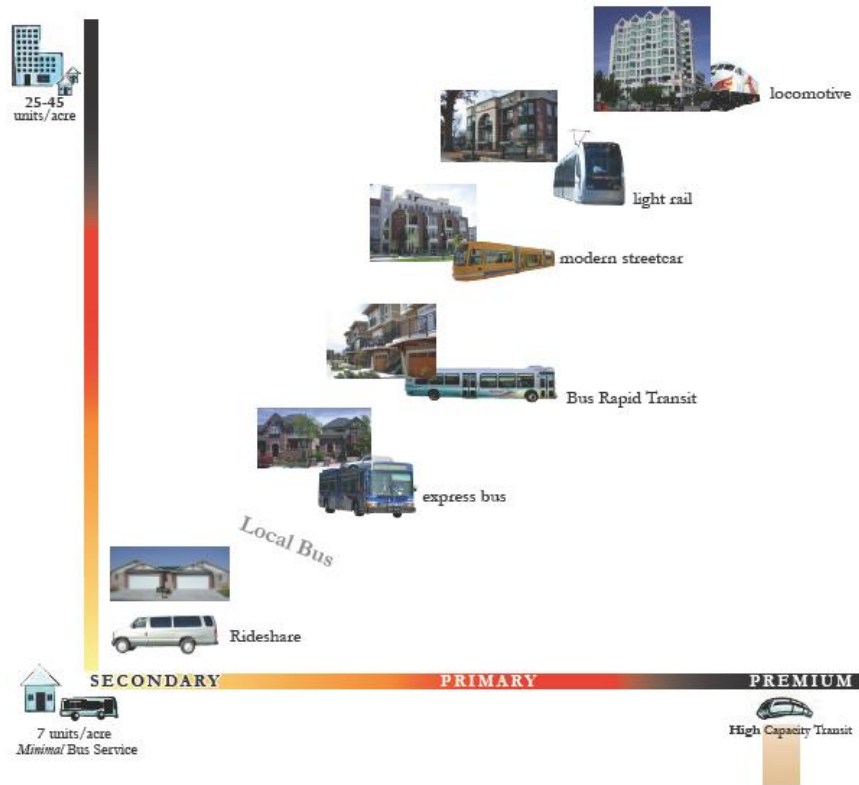 25-45
units/acre
locomotive
light rail
modern streetcar
Bus Rapid Transit
express bus
Local Bus
Rideshare
SECONDARY
PRIMARY
PREMIUM
7 units/acre
Minimal Bus Service
High Capacity Transit